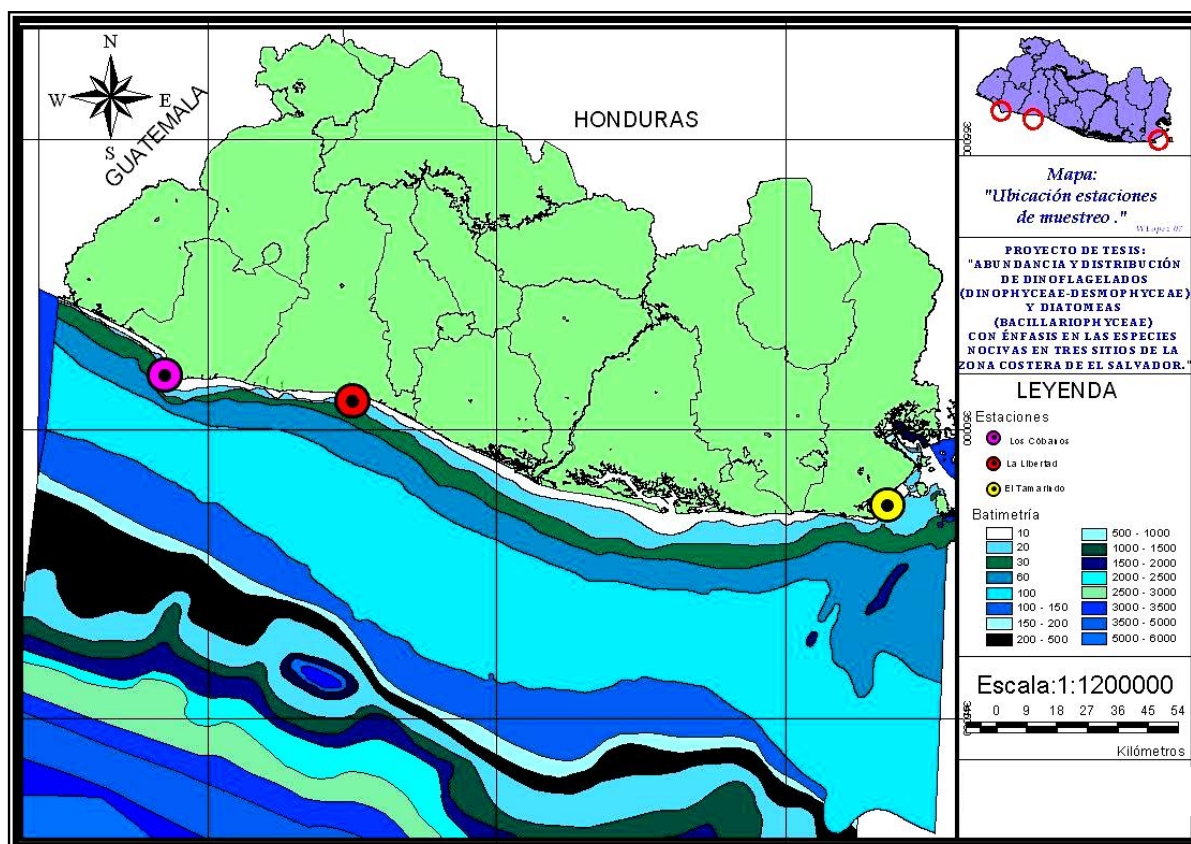 N
W E
S
GUATEMALA
HONDURAS
Mapa:
"Ubicación estaciones
de muestreo ."
W Lopez 07
PROYECTO DE TESIS:
"ABUNDANCIA Y DISTRIBUCIÓN
DE DINOFLAGELADOS
(DINOPHYCEAE-DESMOPHYCEAE)
Y DIATOMEAS
(BACILLARIOPHYCEAE)
CON ÉNFASIS EN LAS ESPECIES
NOCIVAS EN TRES SITIOS DE LA
ZONA COSTERA DE EL SALVADOR."
LEYENDA
Estaciones
Los Cóbanos
La Libertad
El Tamarindo
Batimetría
10
20
30
60
100
100 - 150
150 - 200
200 - 500
500 - 1000
1000 - 1500
1500 - 2000
2000 - 2500
2500 - 3000
3000 - 3500
3500 - 5000
5000 - 6000
Escala:1:1200000
0 9 18 27 36 45 54
Kilómetros